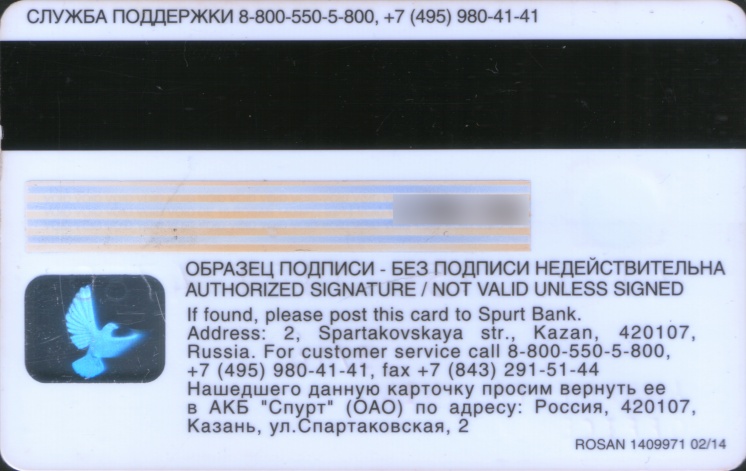 СЛУЖБА ПОДДЕРЖКИ 8-800-550-5-800, +7 (495) 980-41-41
ОБРАЗЕЦ ПОДПИСИ - БЕЗ ПОДПИСИ НЕДЕЙСТВИТЕЛЬНА
AUTHORIZED SIGNATURE / NOT VALID UNLESS SIGNED
If found, please post this card to Spurt Bank.
Address: 2, Spartakovskaya str., Kazan, 420107,
Russia. For customer service call 8-800-550-5-800,
+7 (495) 980-41-41, fax +7 (843) 291-51-44
Нашедшего данную карточку просим вернуть ее
в АКБ "Спурт" (ОАО) по адресу: Россия, 420107,
Казань, ул.Спартаковская, 2
ROSAN 1409971 02/14